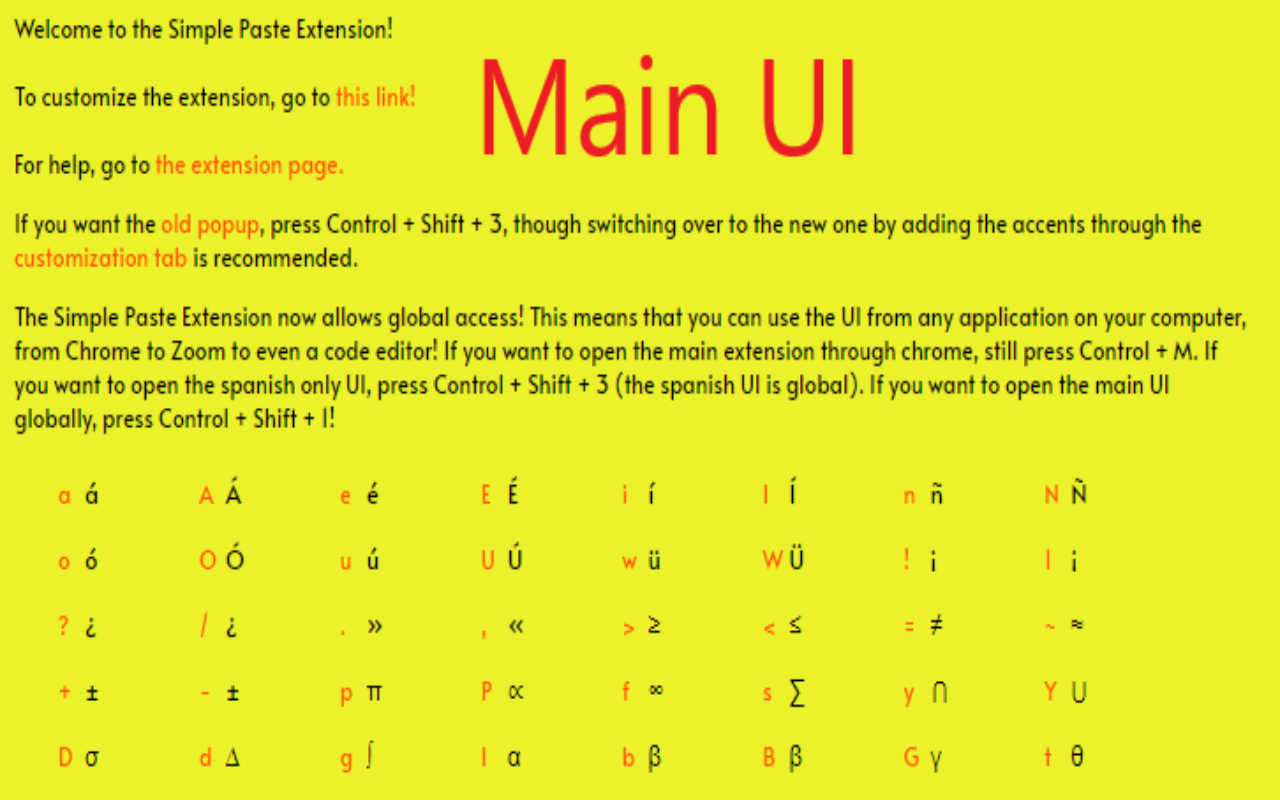 Welcome to the Simple Paste Extension!
Main UI
To customize the extension, go to this link!
For help, go to the extension page.
If you want the old popup, press Control + Shift + 3, though switching over to the new one by adding the accents through the
customization tab is recommended.
The Simple Paste Extension now allows global access! This means that you can use the UI from any application on your computer,
from Chrome to Zoom to even a code editor! If you want to open the main extension through chrome, still press Control + M. If
you want to open the spanish only UI, press Control + Shift + 3 (the spanish UI is global). If you want to open the main UI
globally, press Control + Shift + I!
a á A Á e é E É i í I Í n ñ N Ñ
o ó O Ó u ú U Ú w ü W Ü ! ¡ I ¡
? ¿ / ¿ . » , « > ≥ < ≤ = ≠ ~ ≈
+ ± - ± p π P ∝ f ∞ s ∑ y ∩ Y ∪
D σ d ∆ g ∫ l α b β B β G γ t θ